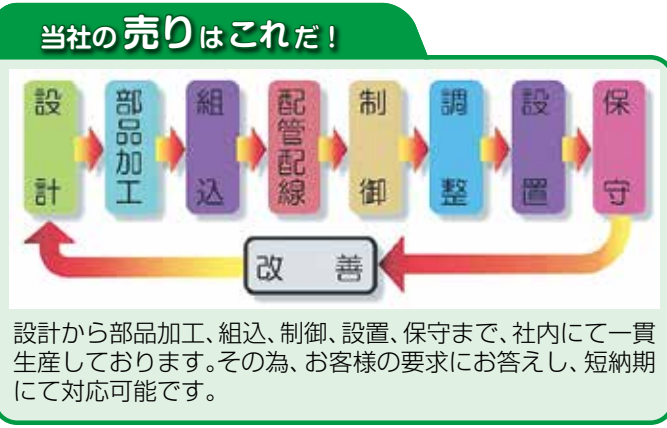 当社の売りはこれだ！
設計
部品加工
組込
配管配線
制御
調整
設置
保守
改善
設計から部品加工、組込、制御、設置、保守まで、社内にて一貫
生産しております。その為、お客様の要求にお答えし、短納期
にて対応可能です。